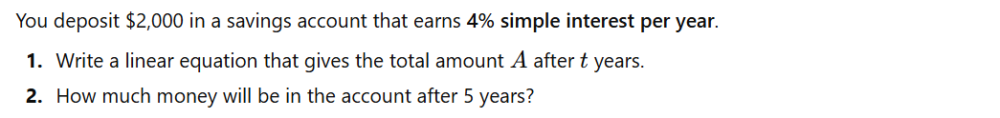 You deposit $2,000 in a savings account that earns 4% simple interest per year.
1. Write a linear equation that gives the total amount A after t years.
2. How much money will be in the account after 5 years?